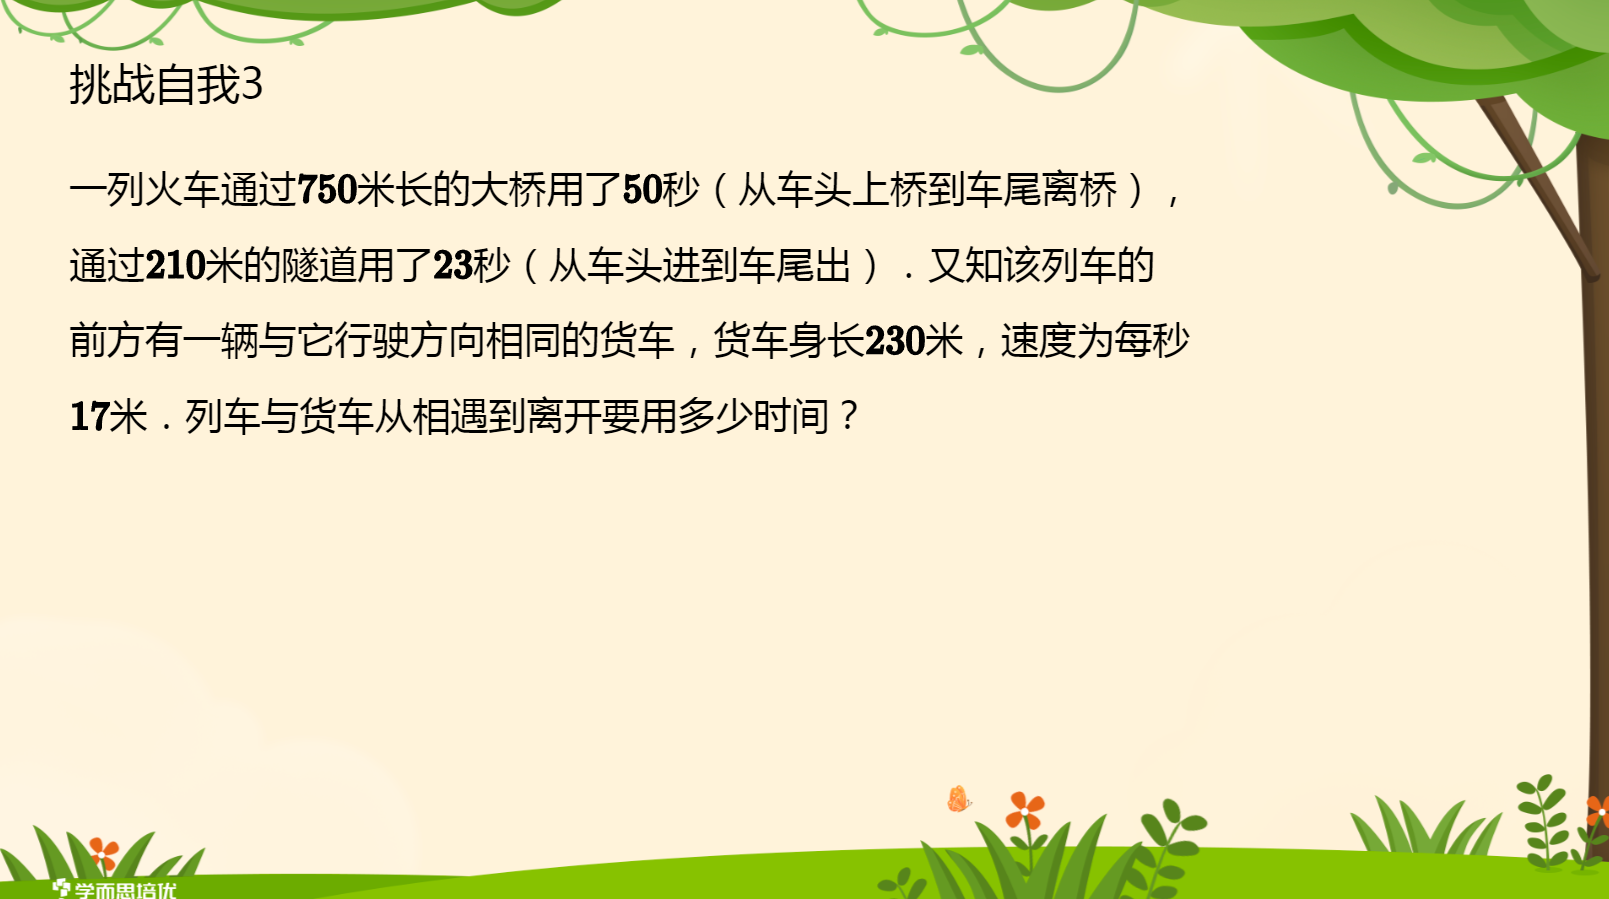 挑战自我3
一列火车通过750米长的大桥用了50秒（从车头上桥到车尾离桥），
通过210米的隧道用了23秒（从车头进到车尾出）．又知该列车的
前方有一辆与它行驶方向相同的货车，货车身长230米，速度为每秒
17米．列车与货车从相遇到离开要用多少时间？
学而思培优